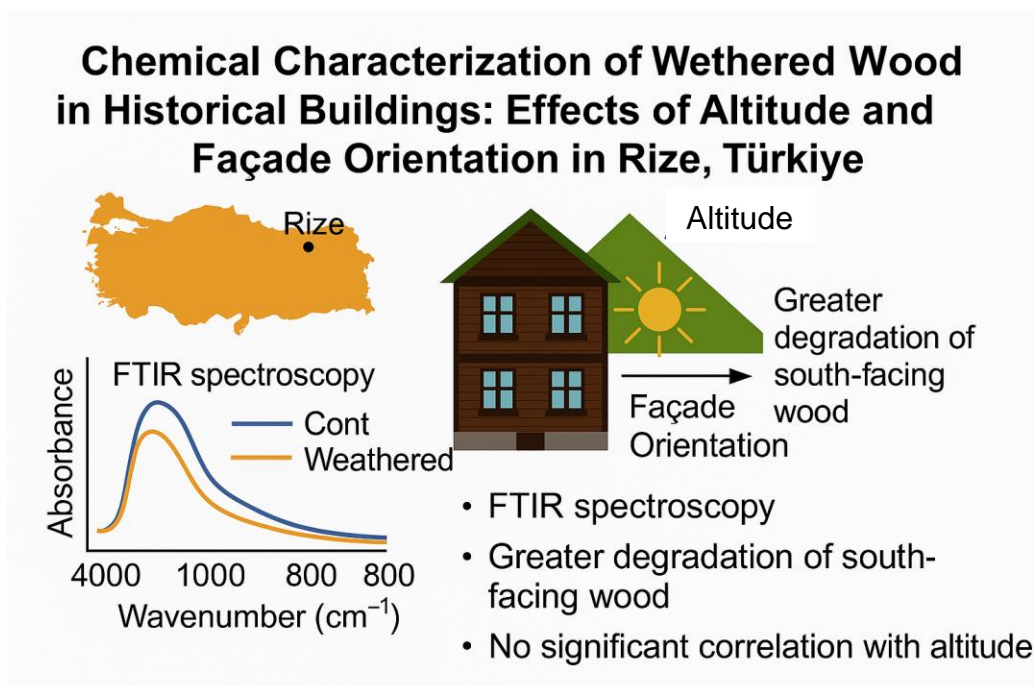 Chemical Characterization of Wethered Wood
in Historical Buildings: Effects of Altitude and
Façade Orientation in Rize, Türkiye
Rize
Altitude
Greater
degradation of
south-facing
wood
Façade
Orientation
FTIR spectroscopy
Cont
Weathered
Absorbance
4000 1000 800 800
Wavenumber (cm⁻¹)
• FTIR spectroscopy
• Greater degradation of south-
facing wood
• No significant correlation with altitude